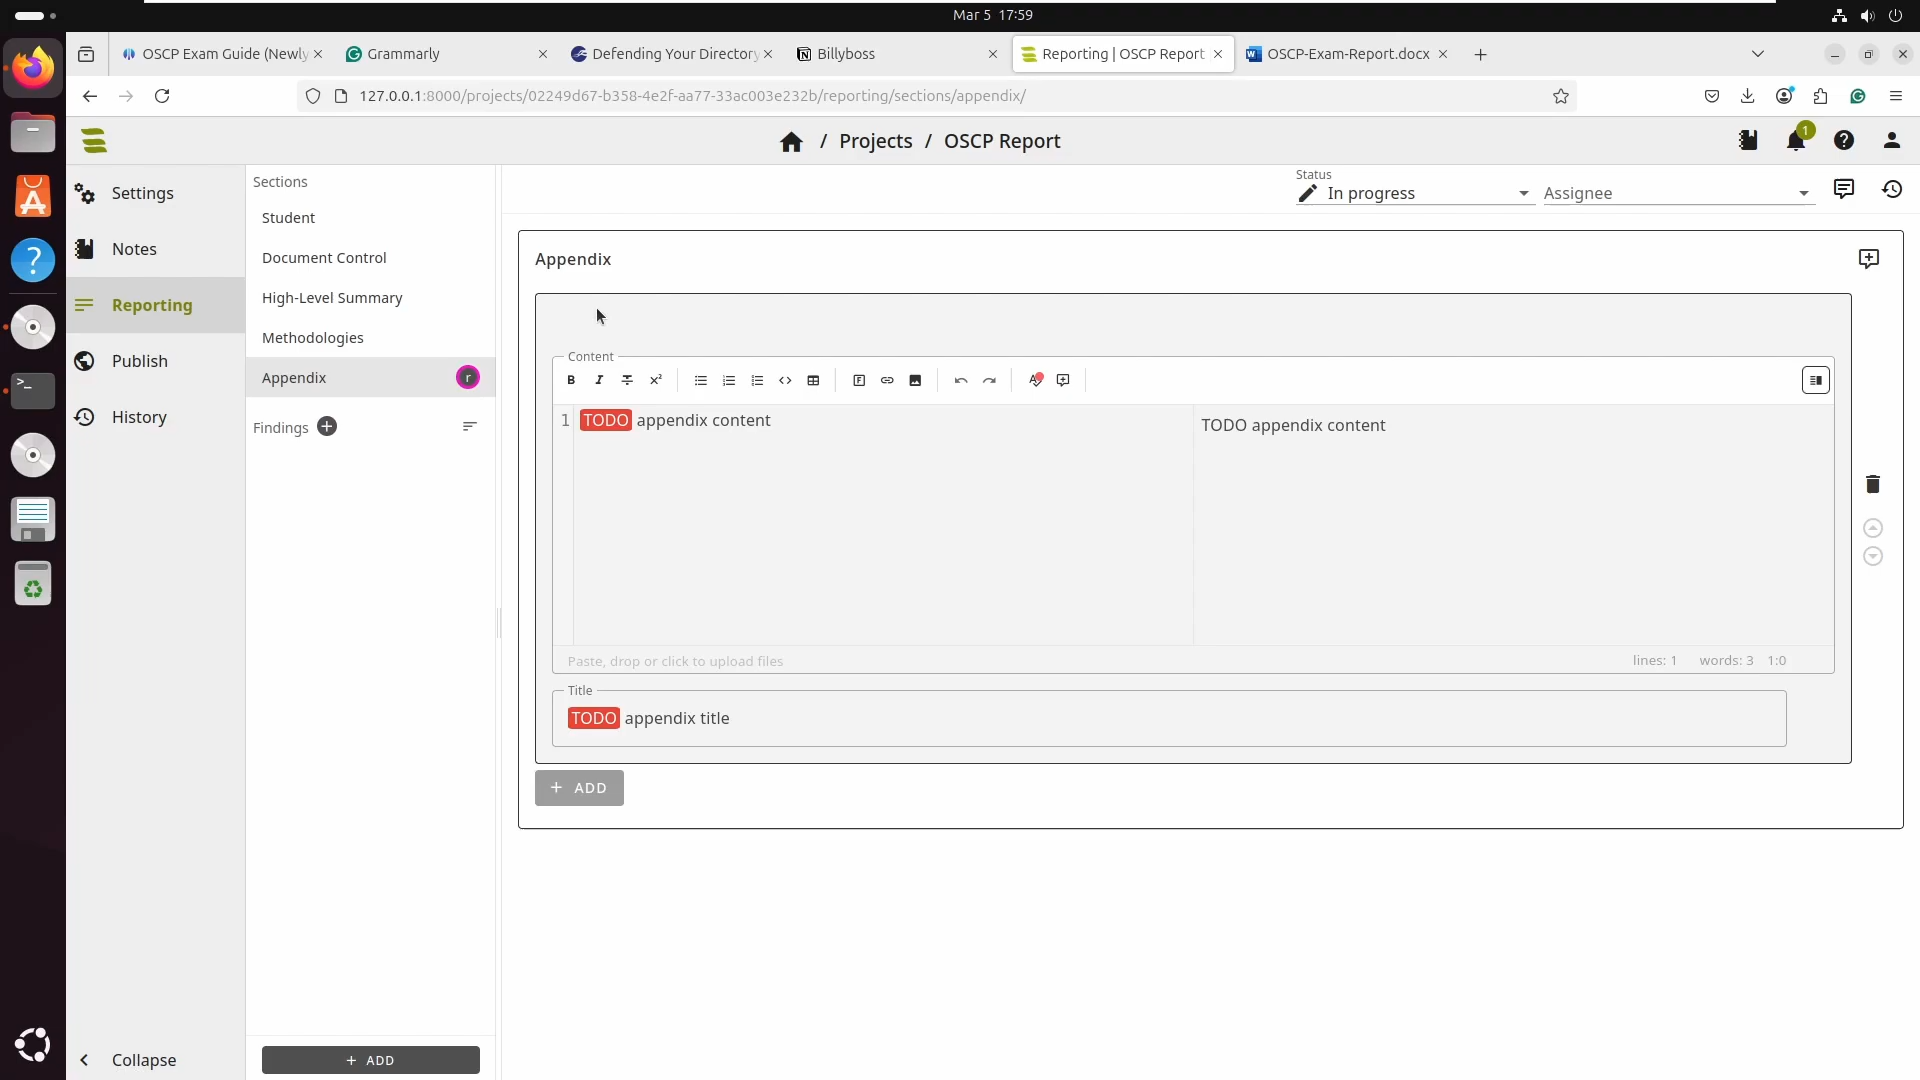 Mar 5 17:59
OSCP Exam Guide (Newly
Grammarly
Defending Your Directory
Billyboss
Reporting | OSCP Report
OSCP-Exam-Report.docx
127.0.0.1:8000/projects/02249d67-b358-4e2f-aa77-33ac003e232b/reporting/sections/appendix/
/ Projects / OSCP Report
1
Settings
Notes
Reporting
Publish
History
Collapse
Sections
Student
Document Control
High-Level Summary
Methodologies
Appendix
r
Findings
+ ADD
Status
In progress
Assignee
Appendix
Content
1 TODO appendix content
TODO appendix content
Paste, drop or click to upload files
lines: 1 words: 3 1:0
Title
TODO appendix title
+ ADD